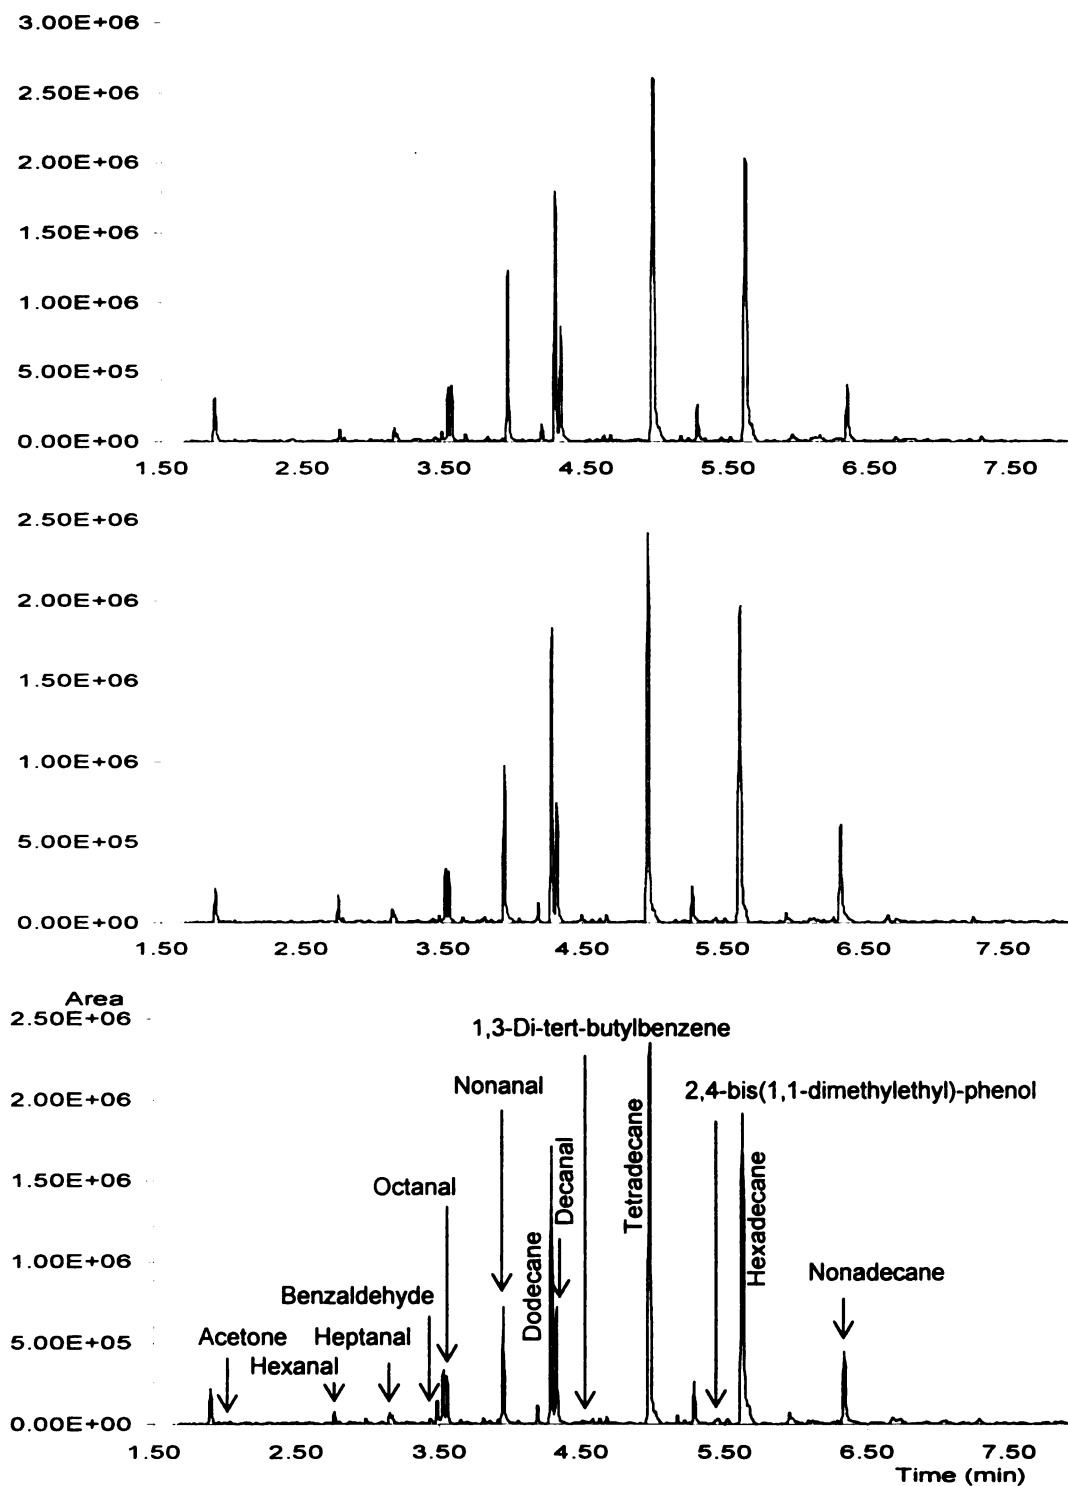 3.00E+06
2.50E+06
2.00E+06
1.50E+06
1.00E+06
5.00E+05
0.00E+00
1.50 2.50 3.50 4.50 5.50 6.50 7.50
2.50E+06
2.00E+06
1.50E+06
1.00E+06
5.00E+05
0.00E+00
1.50 2.50 3.50 4.50 5.50 6.50 7.50
Area
2.50E+06
1,3-Di-tert-butylbenzene
Nonanal
2,4-bis(1,1-dimethylethyl)-phenol
2.00E+06
Tetradecane
Decanal
Octanal
1.50E+06
Hexadecane
Dodecane
1.00E+06
Nonadecane
Benzaldehyde
Acetone Heptanal
5.00E+05
Hexanal
0.00E+00
1.50 2.50 3.50 4.50 5.50 6.50 7.50
Time (min)